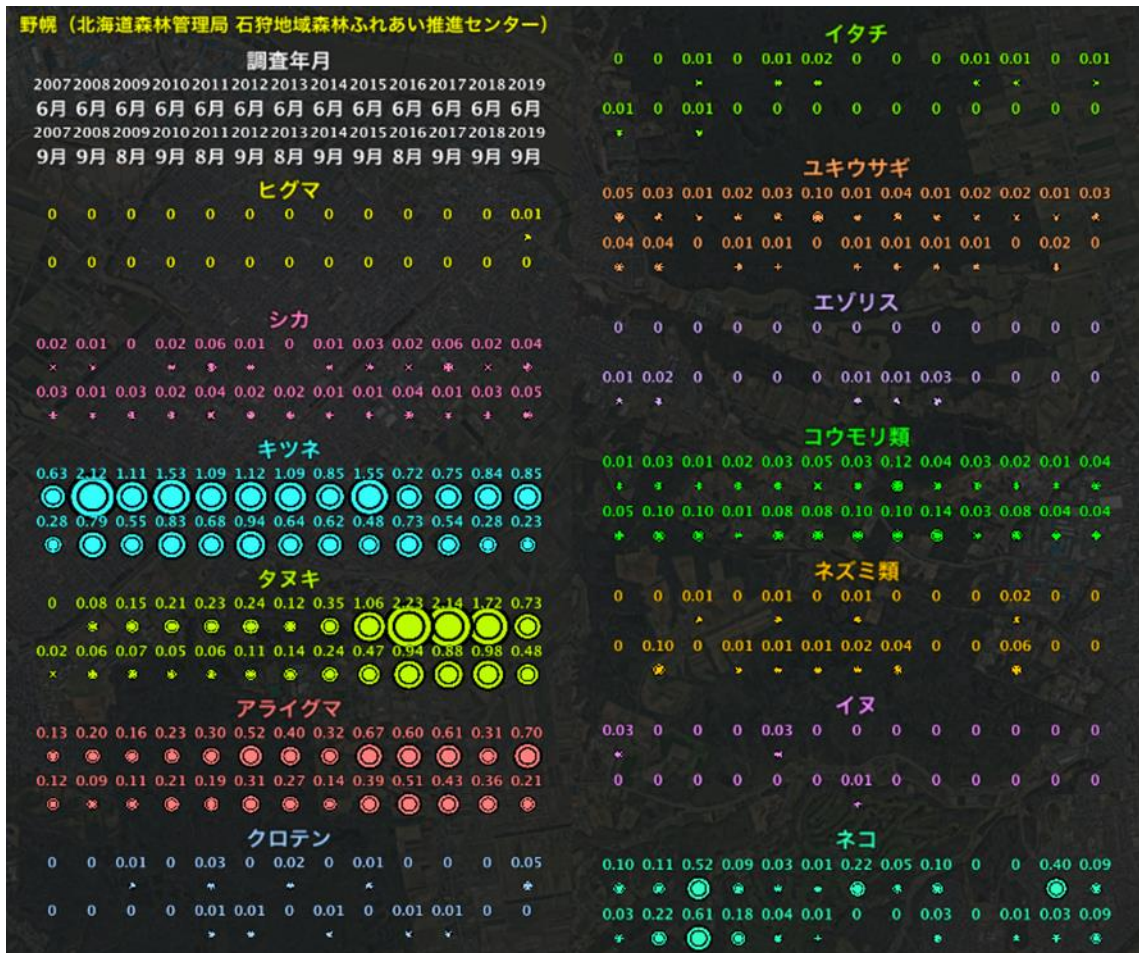 野幌（北海道森林管理局 石狩地域森林ふれあい推進センター）
調査年月
2007 2008 2009 2010 2011 2012 2013 2014 2015 2016 2017 2018 2019
6月 6月 6月 6月 6月 6月 6月 6月 6月 6月 6月 6月 6月
2007 2008 2009 2010 2011 2012 2013 2014 2015 2016 2017 2018 2019
9月 9月 8月 9月 8月 9月 8月 9月 9月 8月 9月 9月 9月
ヒグマ
0 0 0 0 0 0 0 0 0 0 0 0 0.01
0 0 0 0 0 0 0 0 0 0 0 0 0
シカ
0.02 0.01 0 0.02 0.06 0.01 0 0.01 0.03 0.02 0.06 0.02 0.04
0.03 0.01 0.03 0.02 0.04 0.02 0.02 0.01 0.01 0.04 0.01 0.03 0.05
キツネ
0.63 2.12 1.11 1.53 1.09 1.12 1.09 0.85 1.55 0.72 0.75 0.84 0.85
0.28 0.79 0.55 0.83 0.68 0.94 0.64 0.62 0.48 0.73 0.54 0.28 0.23
タヌキ
0 0.08 0.15 0.21 0.23 0.24 0.12 0.35 1.06 2.23 2.14 1.72 0.73
0.02 0.06 0.07 0.05 0.06 0.11 0.14 0.24 0.47 0.94 0.88 0.98 0.48
アライグマ
0.13 0.20 0.16 0.23 0.30 0.52 0.40 0.32 0.67 0.60 0.61 0.31 0.70
0.12 0.09 0.11 0.21 0.19 0.31 0.27 0.14 0.39 0.51 0.43 0.36 0.21
クロテン
0 0 0.01 0 0.03 0 0.02 0 0.01 0 0 0 0.05
0 0 0 0 0.01 0.01 0 0.01 0 0.01 0.01 0 0
イタチ
0 0 0.01 0 0.01 0.02 0 0 0 0.01 0.01 0 0.01
0.01 0 0.01 0 0 0 0 0 0 0 0 0 0
ユキウサギ
0.05 0.03 0.01 0.02 0.03 0.10 0.01 0.04 0.01 0.02 0.02 0.01 0.03
0.04 0.04 0 0.01 0.01 0 0.01 0.01 0.01 0.01 0 0.02 0
エゾリス
0 0 0 0 0 0 0 0 0 0 0 0 0
0.01 0.02 0 0 0 0 0.01 0.01 0.03 0 0 0 0
コウモリ類
0.01 0.03 0.01 0.02 0.03 0.05 0.03 0.12 0.04 0.03 0.02 0.01 0.04
0.05 0.10 0.10 0.01 0.08 0.08 0.10 0.10 0.14 0.03 0.08 0.04 0.04
ネズミ類
0 0 0.01 0 0.01 0 0.01 0 0 0 0.02 0 0
0 0.10 0 0.01 0.01 0.01 0.02 0.04 0 0 0.06 0 0
イヌ
0.03 0 0 0 0.03 0 0 0 0 0 0 0 0
0 0 0 0 0 0 0.01 0 0 0 0 0 0
ネコ
0.10 0.11 0.52 0.09 0.03 0.01 0.22 0.05 0.10 0 0 0.40 0.09
0.03 0.22 0.61 0.18 0.04 0.01 0 0 0.03 0 0.01 0.03 0.09